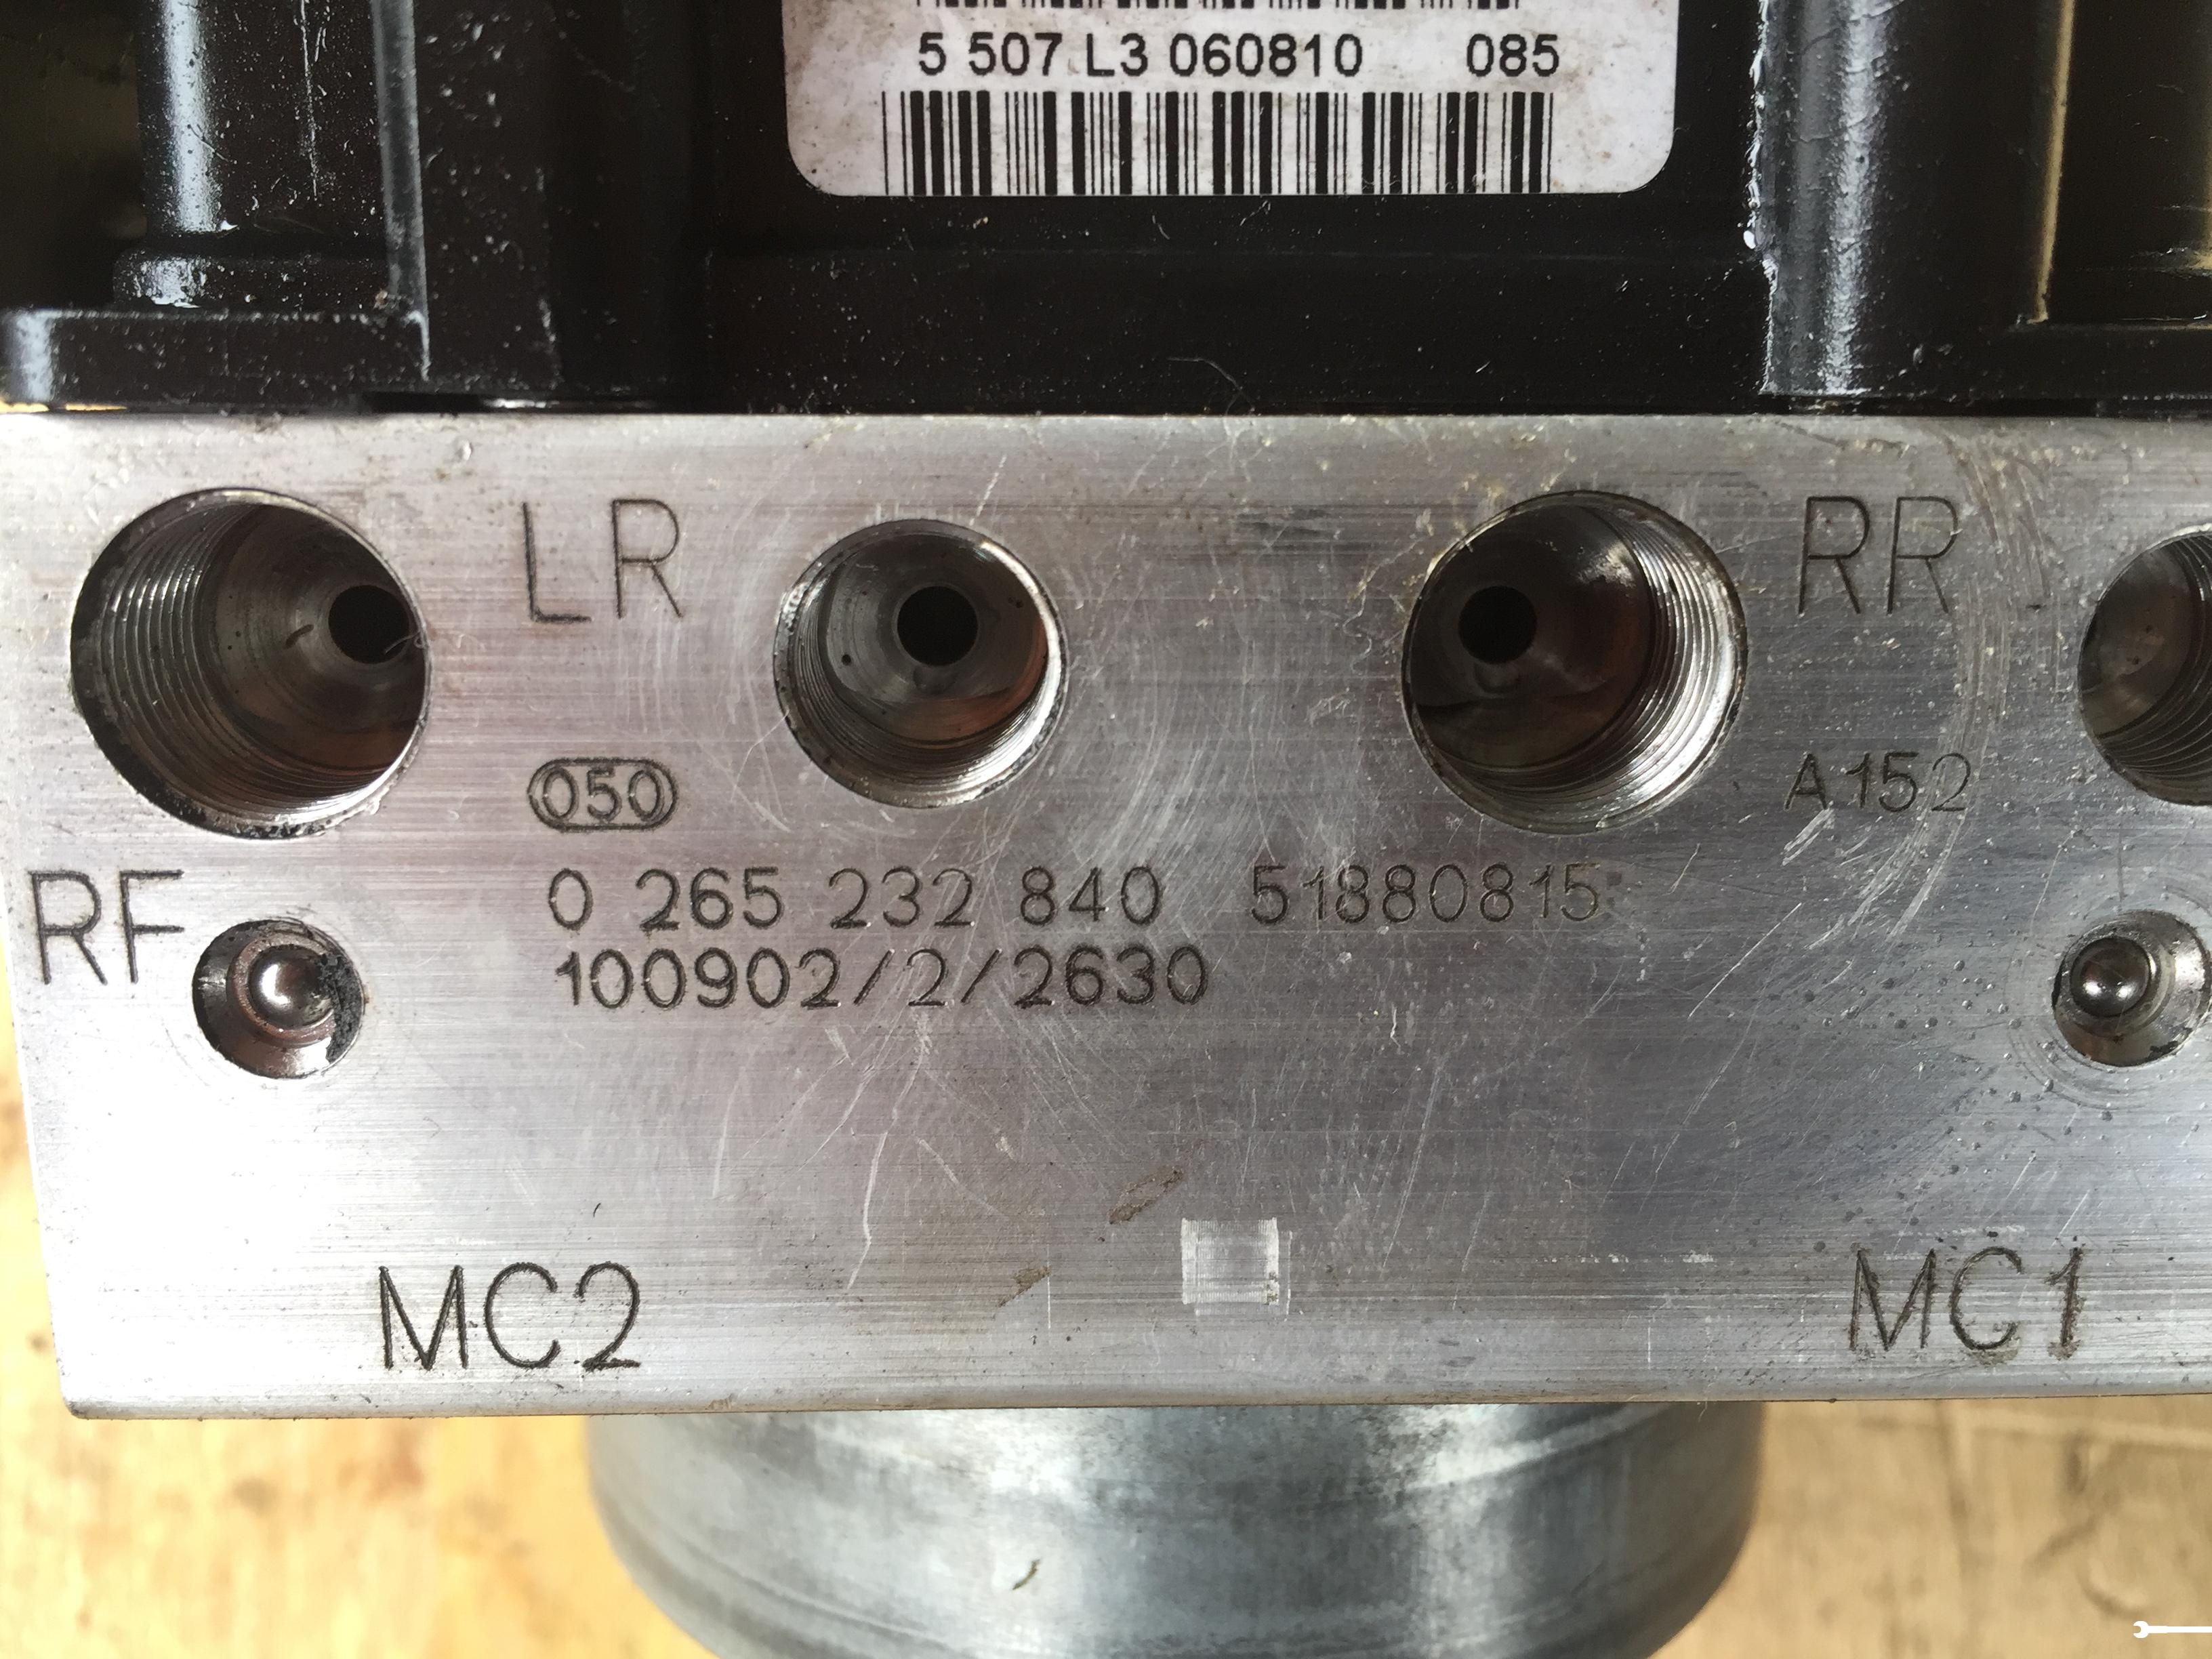 5 507 L3 060810 085
LR RR
050 A152
RF 0 265 232 840 51880815
100902/2/2630
MC2 MC1